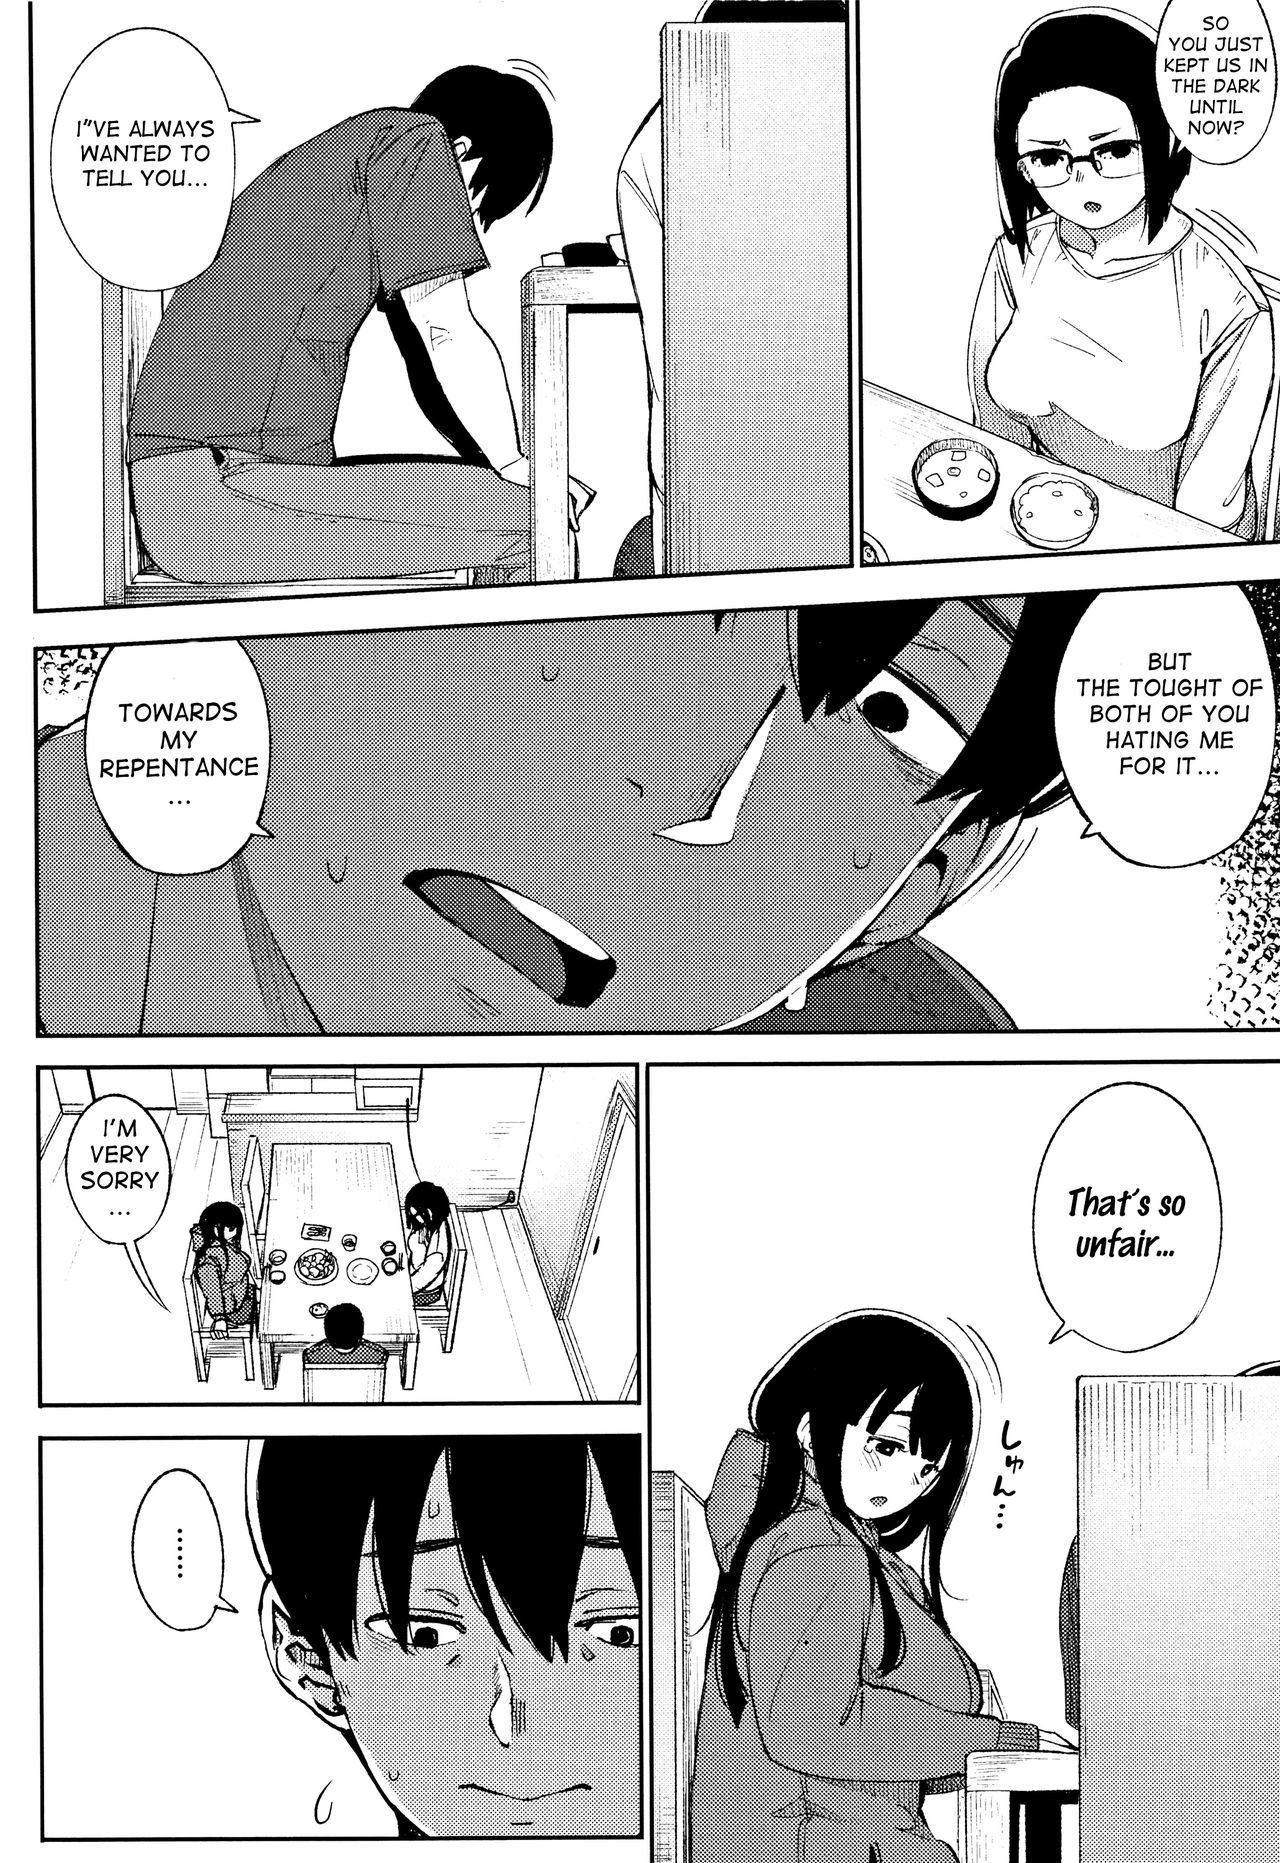 SO
YOU JUST
KEPT US IN
THE DARK
UNTIL
NOW?
I"VE ALWAYS
WANTED TO
TELL YOU...
BUT
THE TOUGHT OF
BOTH OF YOU
HATING ME
FOR IT...
TOWARDS
MY
REPENTANCE
...
That's so
unfair...
しゅん…
I'M
VERY
SORRY
...
......